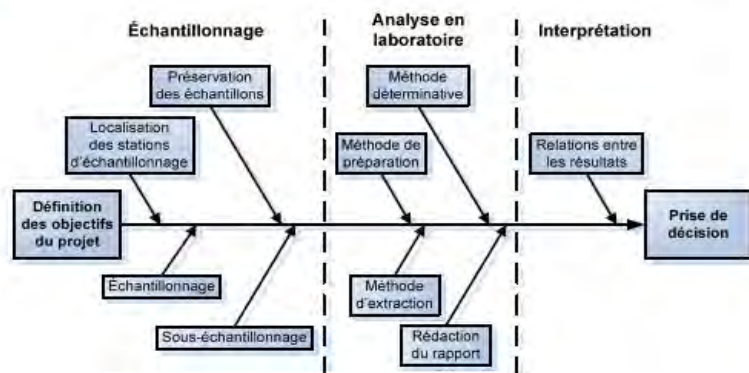 Échantillonnage
Analyse en
laboratoire
Interprétation
Préservation
des échantillons
Méthode
déterminative
Localisation
des stations
d'échantillonnage
Méthode de
préparation
Relations entre
les résultats
Définition
des objectifs
du projet
Prise de
décision
Échantillonnage
Méthode
d'extraction
Sous-échantillonnage
Rédaction
du rapport